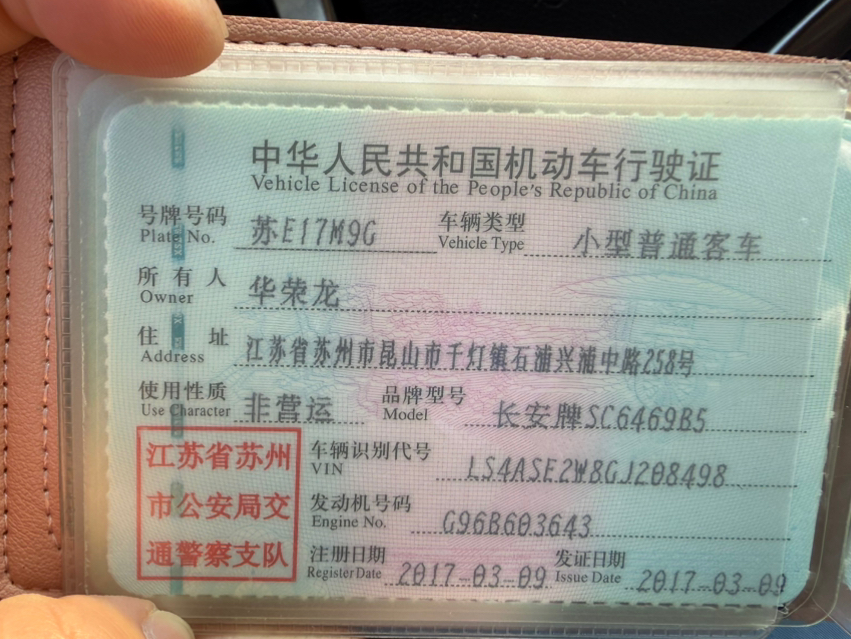 中华人民共和国机动车行驶证
Vehicle License of the People's Republic of China
号牌号码 苏E17M9G 车辆类型 小型普通客车
Plate No. Vehicle Type
所有人 华荣龙
Owner
住址 江苏省苏州市昆山市千灯镇石浦兴浦中路258号
Address
使用性质 非营运 品牌型号 长安牌SC6469B5
Use Character Model
江苏省苏州 车辆识别代号 LS4ASE2W8GJ208498
VIN
市公安局交 发动机号码 G96B603643
Engine No.
通警察支队 注册日期 2017-03-09 发证日期 2017-03-09
Register Date Issue Date